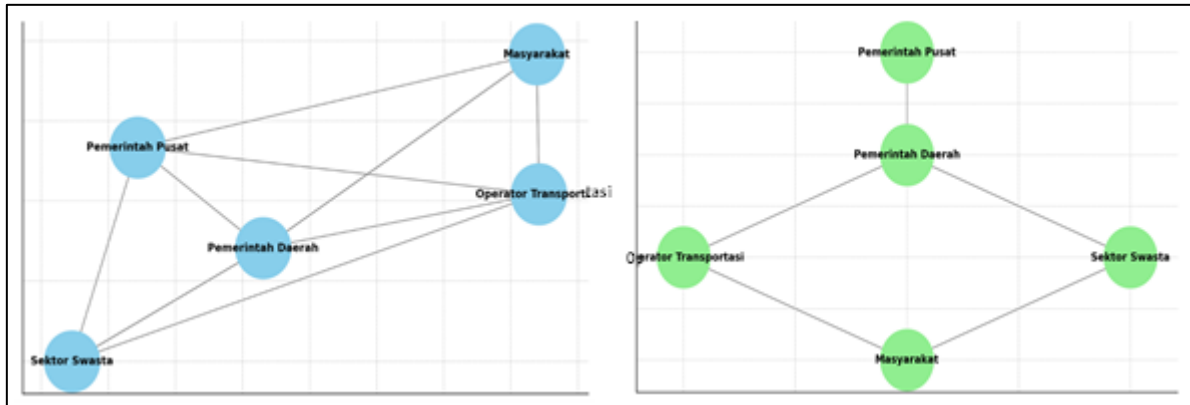 Masyarakat
Pemerintah Pusat
Operator Transportasi
Pemerintah Daerah
Sektor Swasta
Pemerintah Pusat
Pemerintah Daerah
Operator Transportasi
Sektor Swasta
Masyarakat